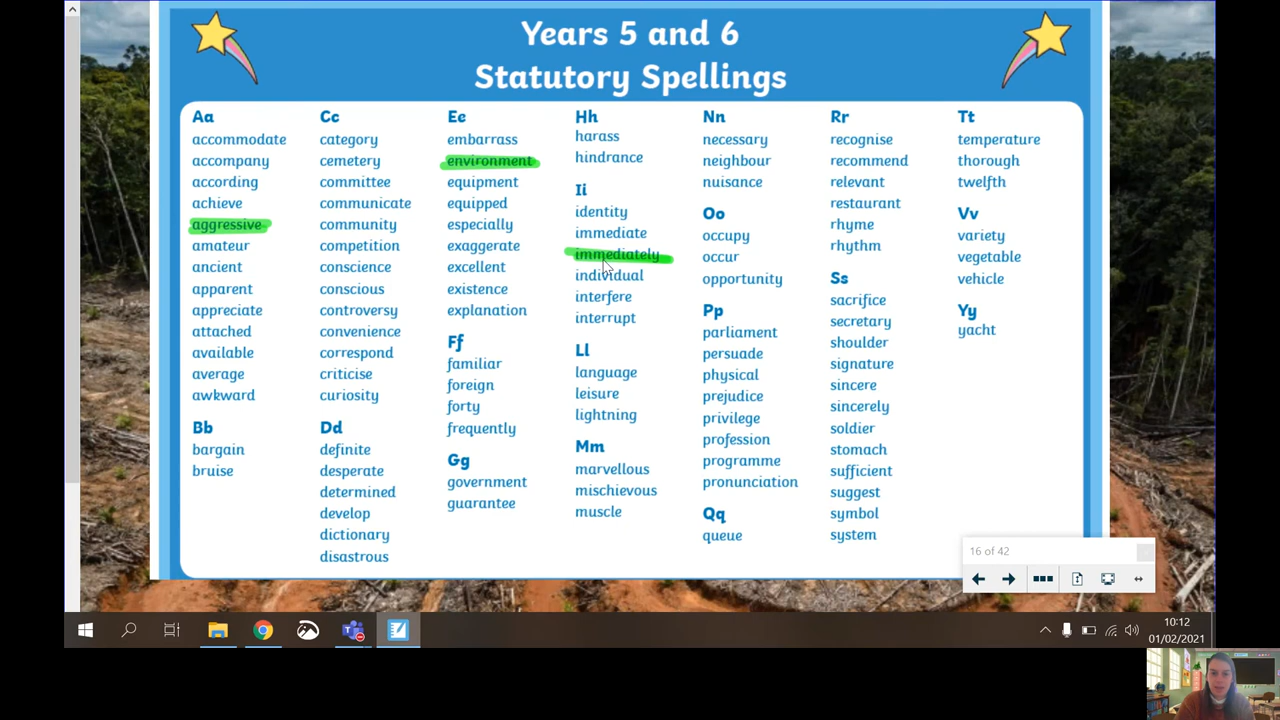 Years 5 and 6
Statutory Spellings
Aa
accommodate
accompany
according
achieve
aggressive
amateur
ancient
apparent
appreciate
attached
available
average
awkward
Bb
bargain
bruise
Cc
category
cemetery
committee
communicate
community
competition
conscience
conscious
controversy
convenience
correspond
criticise
curiosity
Dd
definite
desperate
determined
develop
dictionary
disastrous
Ee
embarrass
environment
equipment
equipped
especially
exaggerate
excellent
existence
explanation
Ff
familiar
foreign
forty
frequently
Gg
government
guarantee
Hh
harass
hindrance
Ii
identity
immediate
immediately
individual
interfere
interrupt
Ll
language
leisure
lightning
Mm
marvellous
mischievous
muscle
Nn
necessary
neighbour
nuisance
Oo
occupy
occur
opportunity
Pp
parliament
persuade
physical
prejudice
privilege
profession
programme
pronunciation
Qq
queue
Rr
recognise
recommend
relevant
restaurant
rhyme
rhythm
Ss
sacrifice
secretary
shoulder
signature
sincere
sincerely
soldier
stomach
sufficient
suggest
symbol
system
Tt
temperature
thorough
twelfth
Vv
variety
vegetable
vehicle
Yy
yacht
16 of 42
10:12
01/02/2021